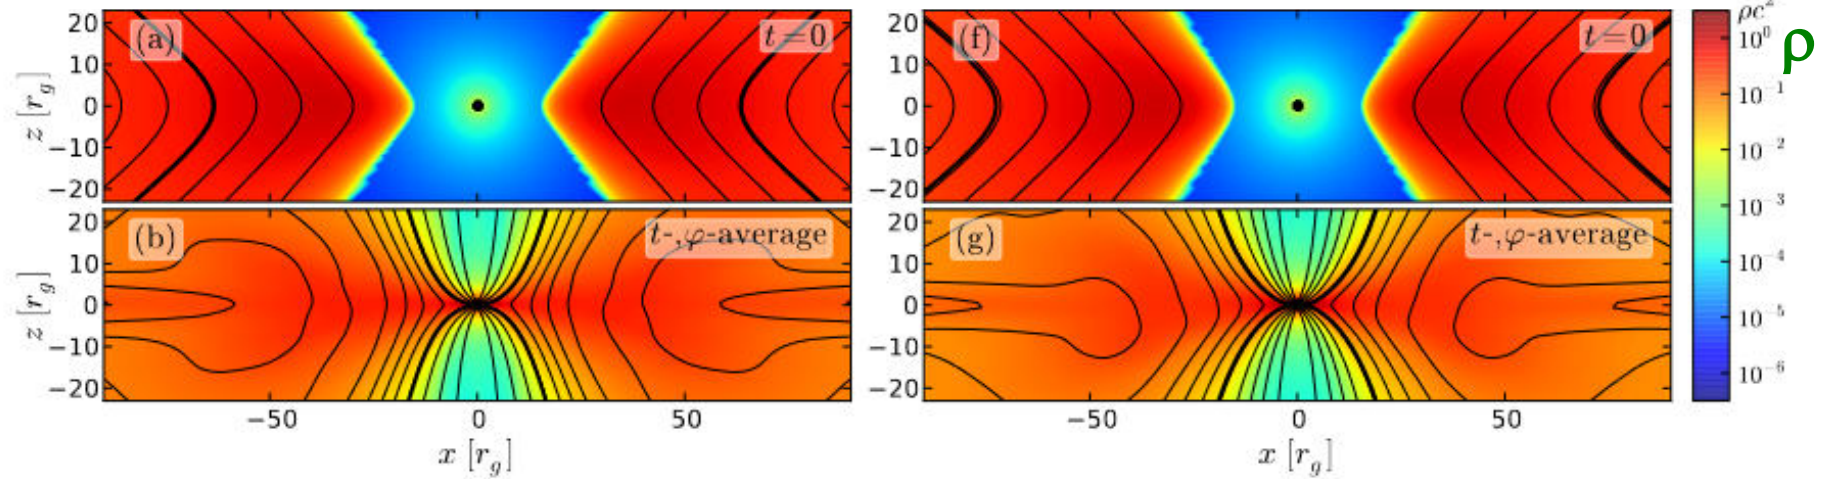 (a) t=0
(f) t=0
20
10
0
−10
−20
z [r_g]
20
10
0
−10
−20
(b) t-,φ-average
(g) t-,φ-average
20
10
0
−10
−20
z [r_g]
20
10
0
−10
−20
−50 0 50
x [r_g]
−50 0 50
x [r_g]
ρc²
10⁰
10⁻¹
10⁻²
10⁻³
10⁻⁴
10⁻⁵
10⁻⁶
ρ